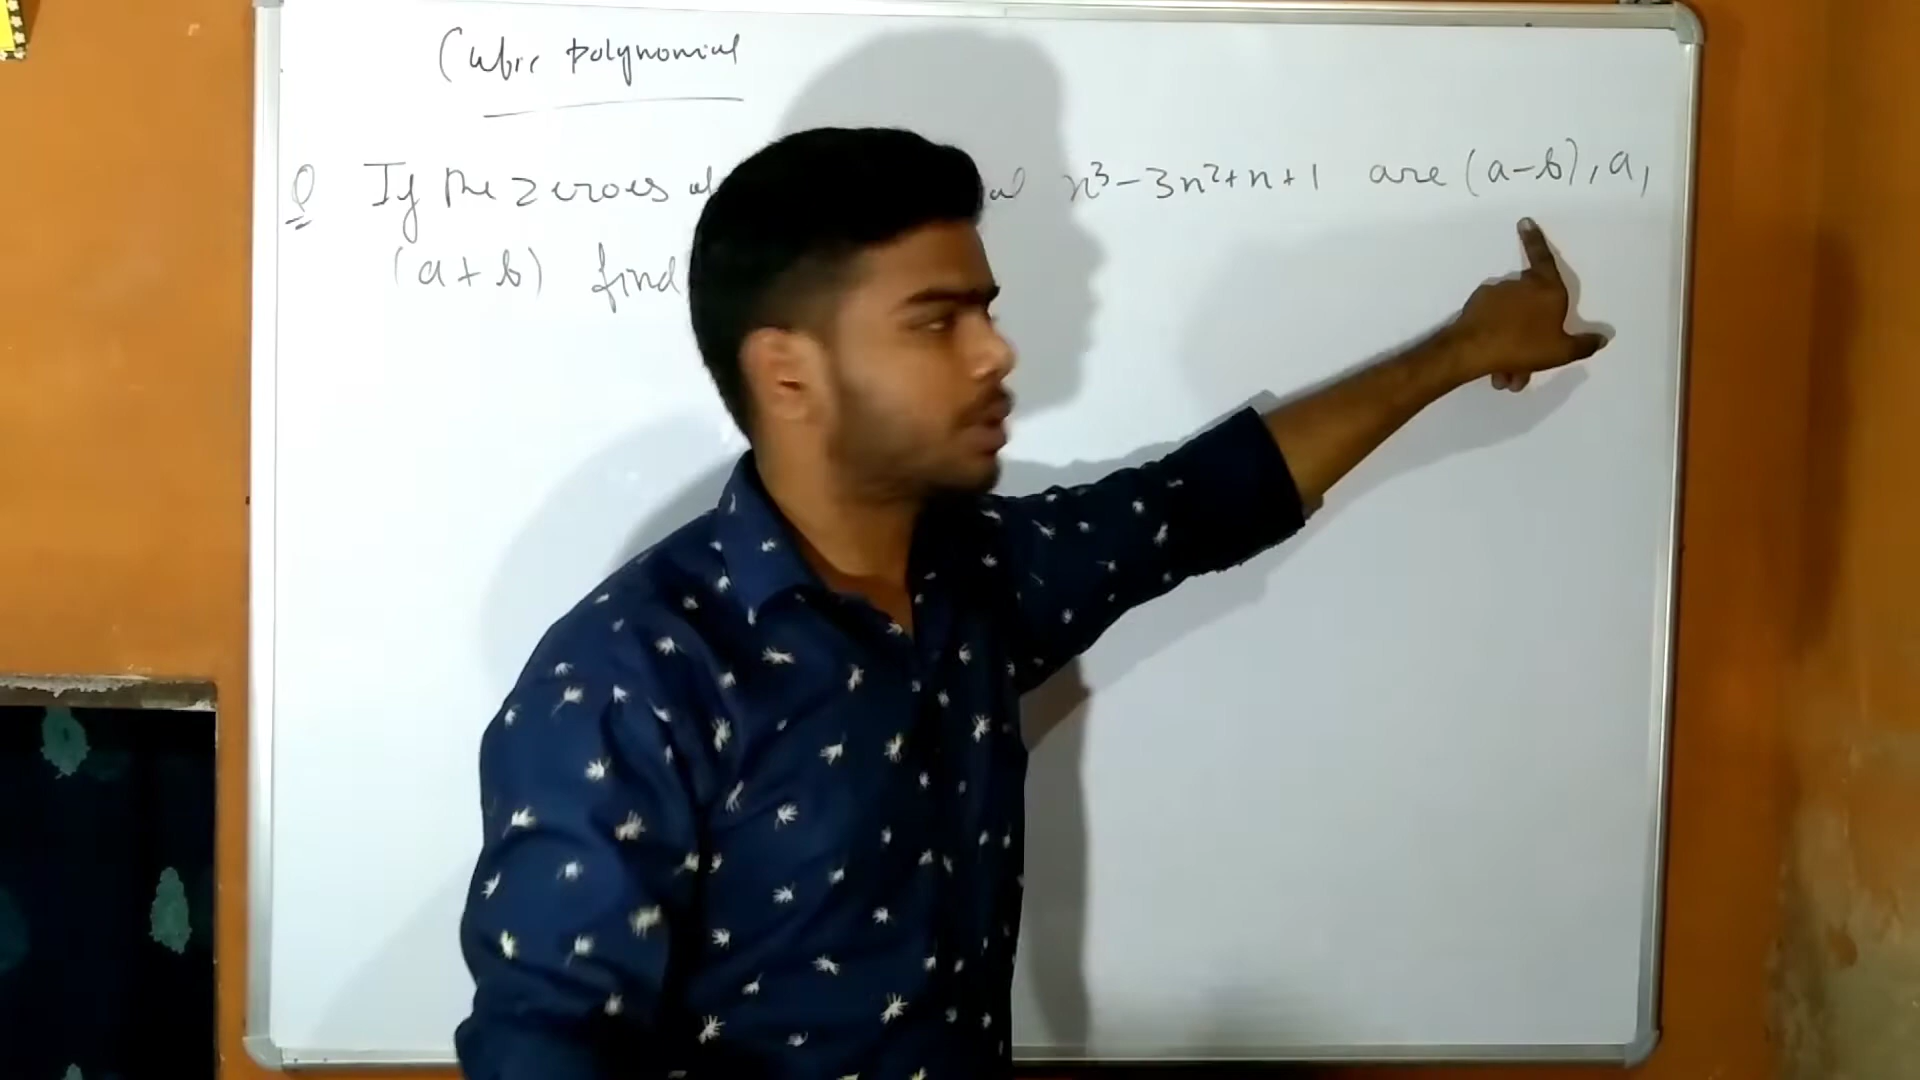 Cubic polynomial
Q If the zeroes of x³-3x²+x+1 are (a-b), a,
(a+b) find